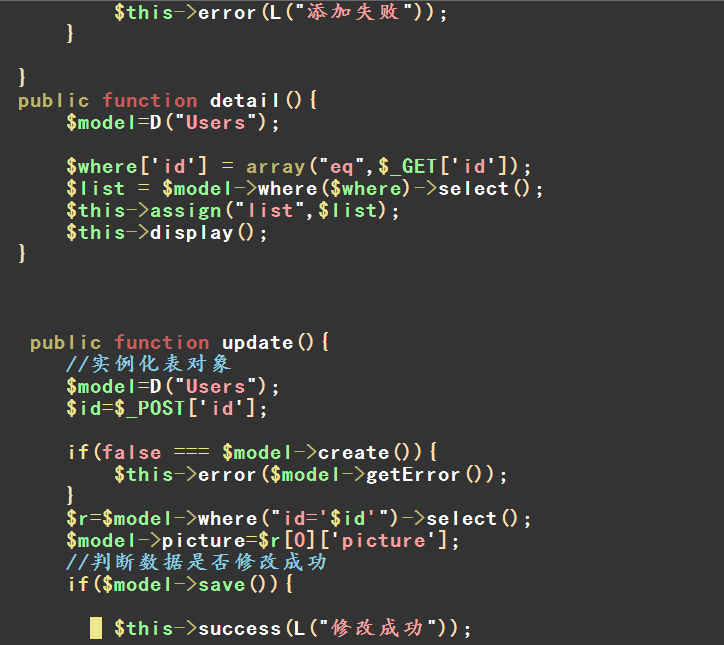 $this->error(L("添加失败"));
}
}
public function detail(){
$model=D("Users");
$where['id'] = array("eq",$_GET['id']);
$list = $model->where($where)->select();
$this->assign("list",$list);
$this->display();
}
public function update(){
//实例化表对象
$model=D("Users");
$id=$_POST['id'];
if(false === $model->create()){
$this->error($model->getError());
}
$r=$model->where("id='$id'")->select();
$model->picture=$r[0]['picture'];
//判断数据是否修改成功
if($model->save()){
$this->success(L("修改成功"));